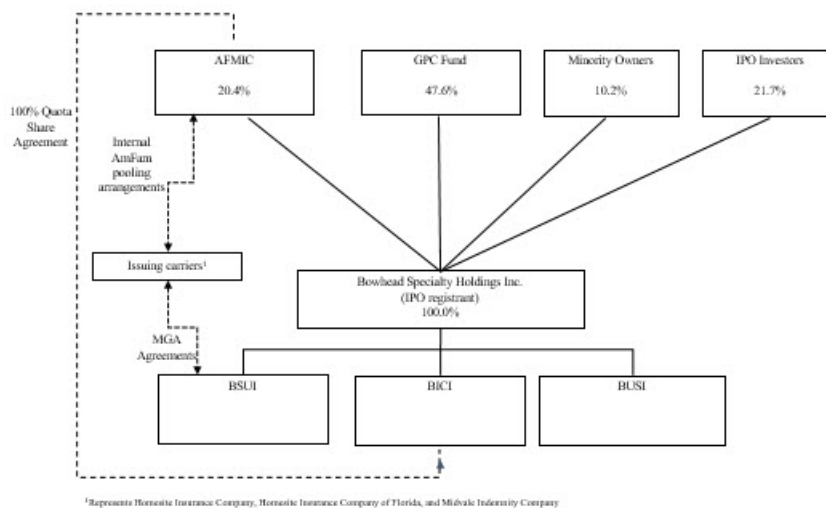 AFMIC
20.4%
GPC Fund
47.6%
Minority Owners
10.2%
IPO Investors
21.7%
100% Quota
Share
Agreement
Internal
AmFam
pooling
arrangements
Issuing carriers¹
Bowhead Specialty Holdings Inc.
(IPO registrant)
100.0%
MGA
Agreements
BSUI
BICI
BUSI
¹Represents Homesite Insurance Company, Homesite Insurance Company of Florida, and Midvale Indemnity Company